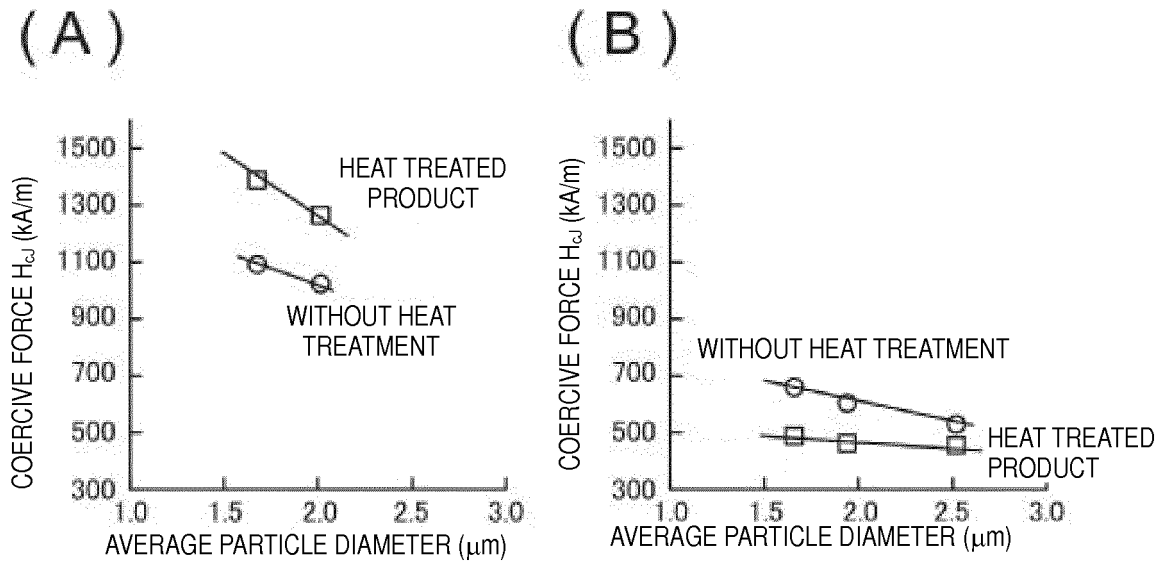 ( A )
1500
1300
1100
900
700
500
300
1.0 1.5 2.0 2.5 3.0
COERCIVE FORCE HcJ (kA/m)
AVERAGE PARTICLE DIAMETER (μm)
HEAT TREATED
PRODUCT
WITHOUT HEAT
TREATMENT
( B )
1500
1300
1100
900
700
500
300
1.0 1.5 2.0 2.5 3.0
COERCIVE FORCE HcJ (kA/m)
AVERAGE PARTICLE DIAMETER (μm)
WITHOUT HEAT TREATMENT
HEAT TREATED
PRODUCT